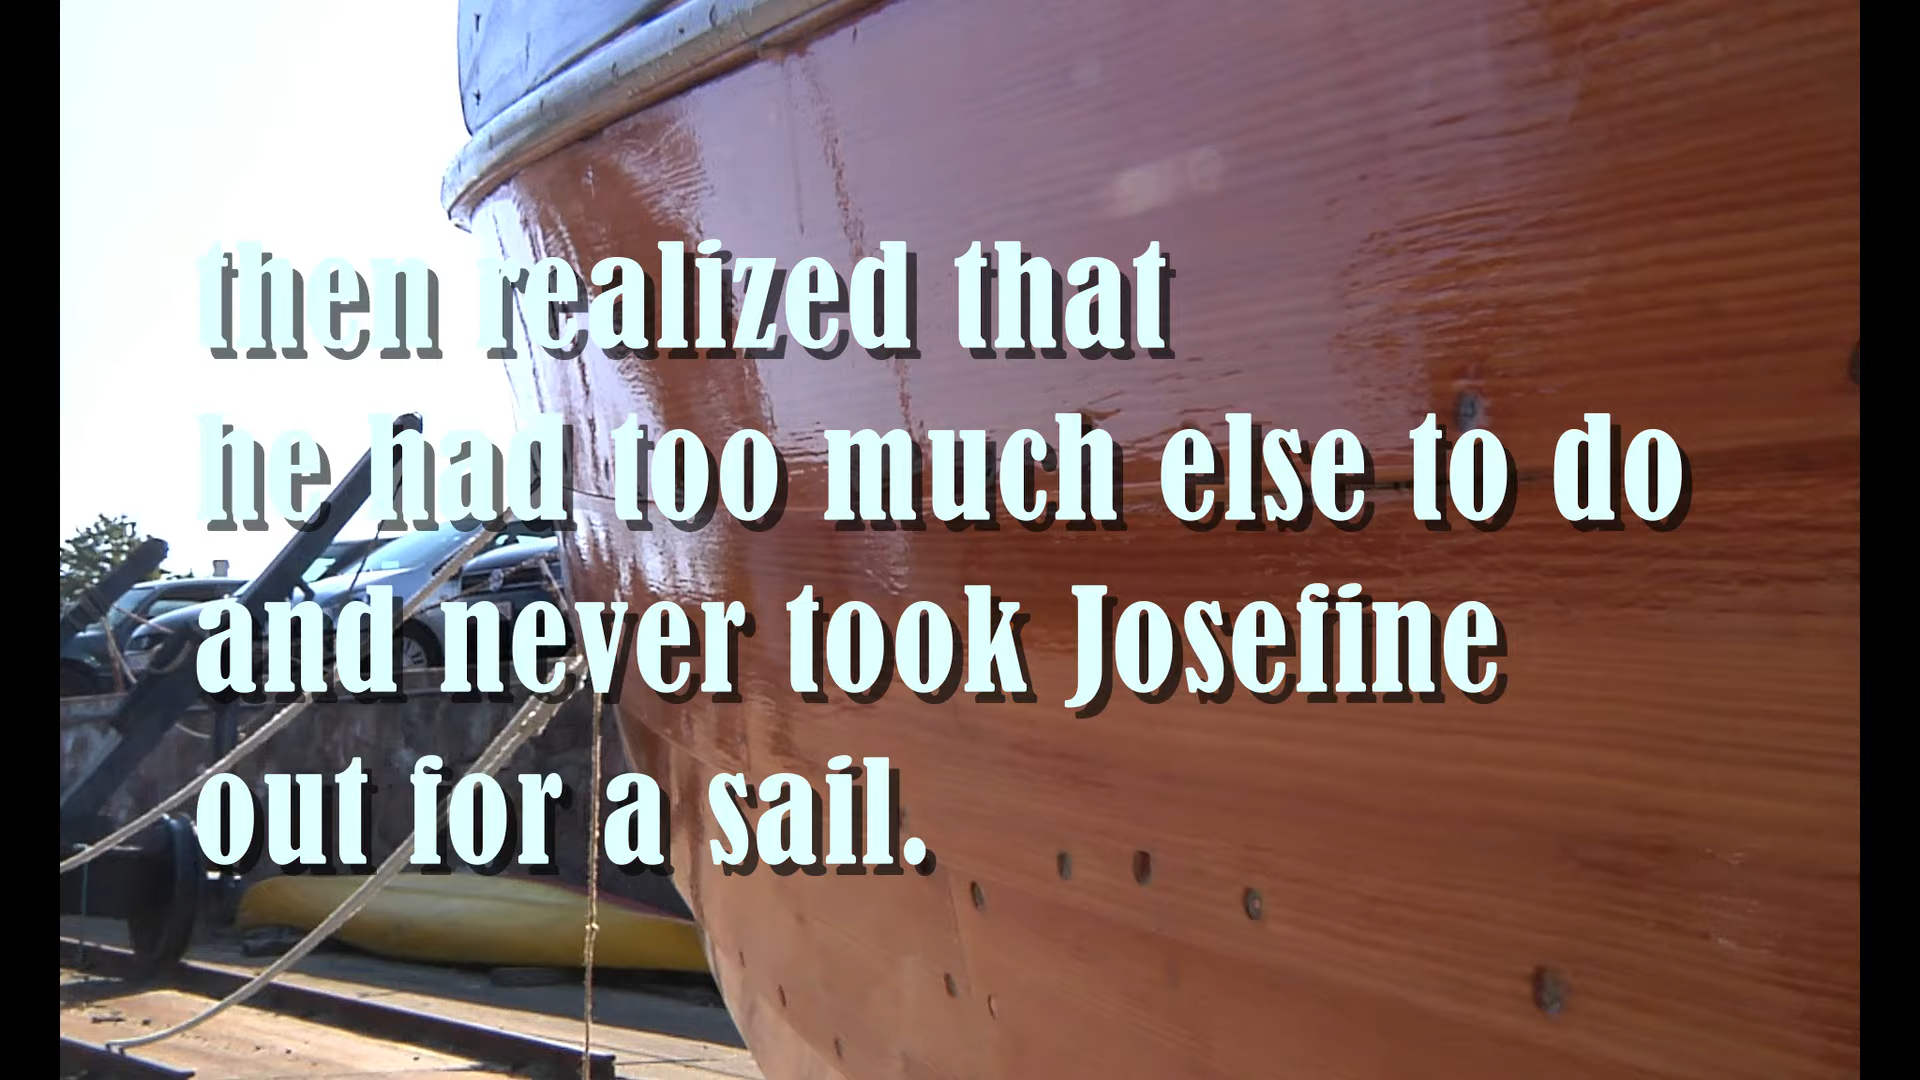 then realized that
he had too much else to do
and never took Josefine
out for a sail.